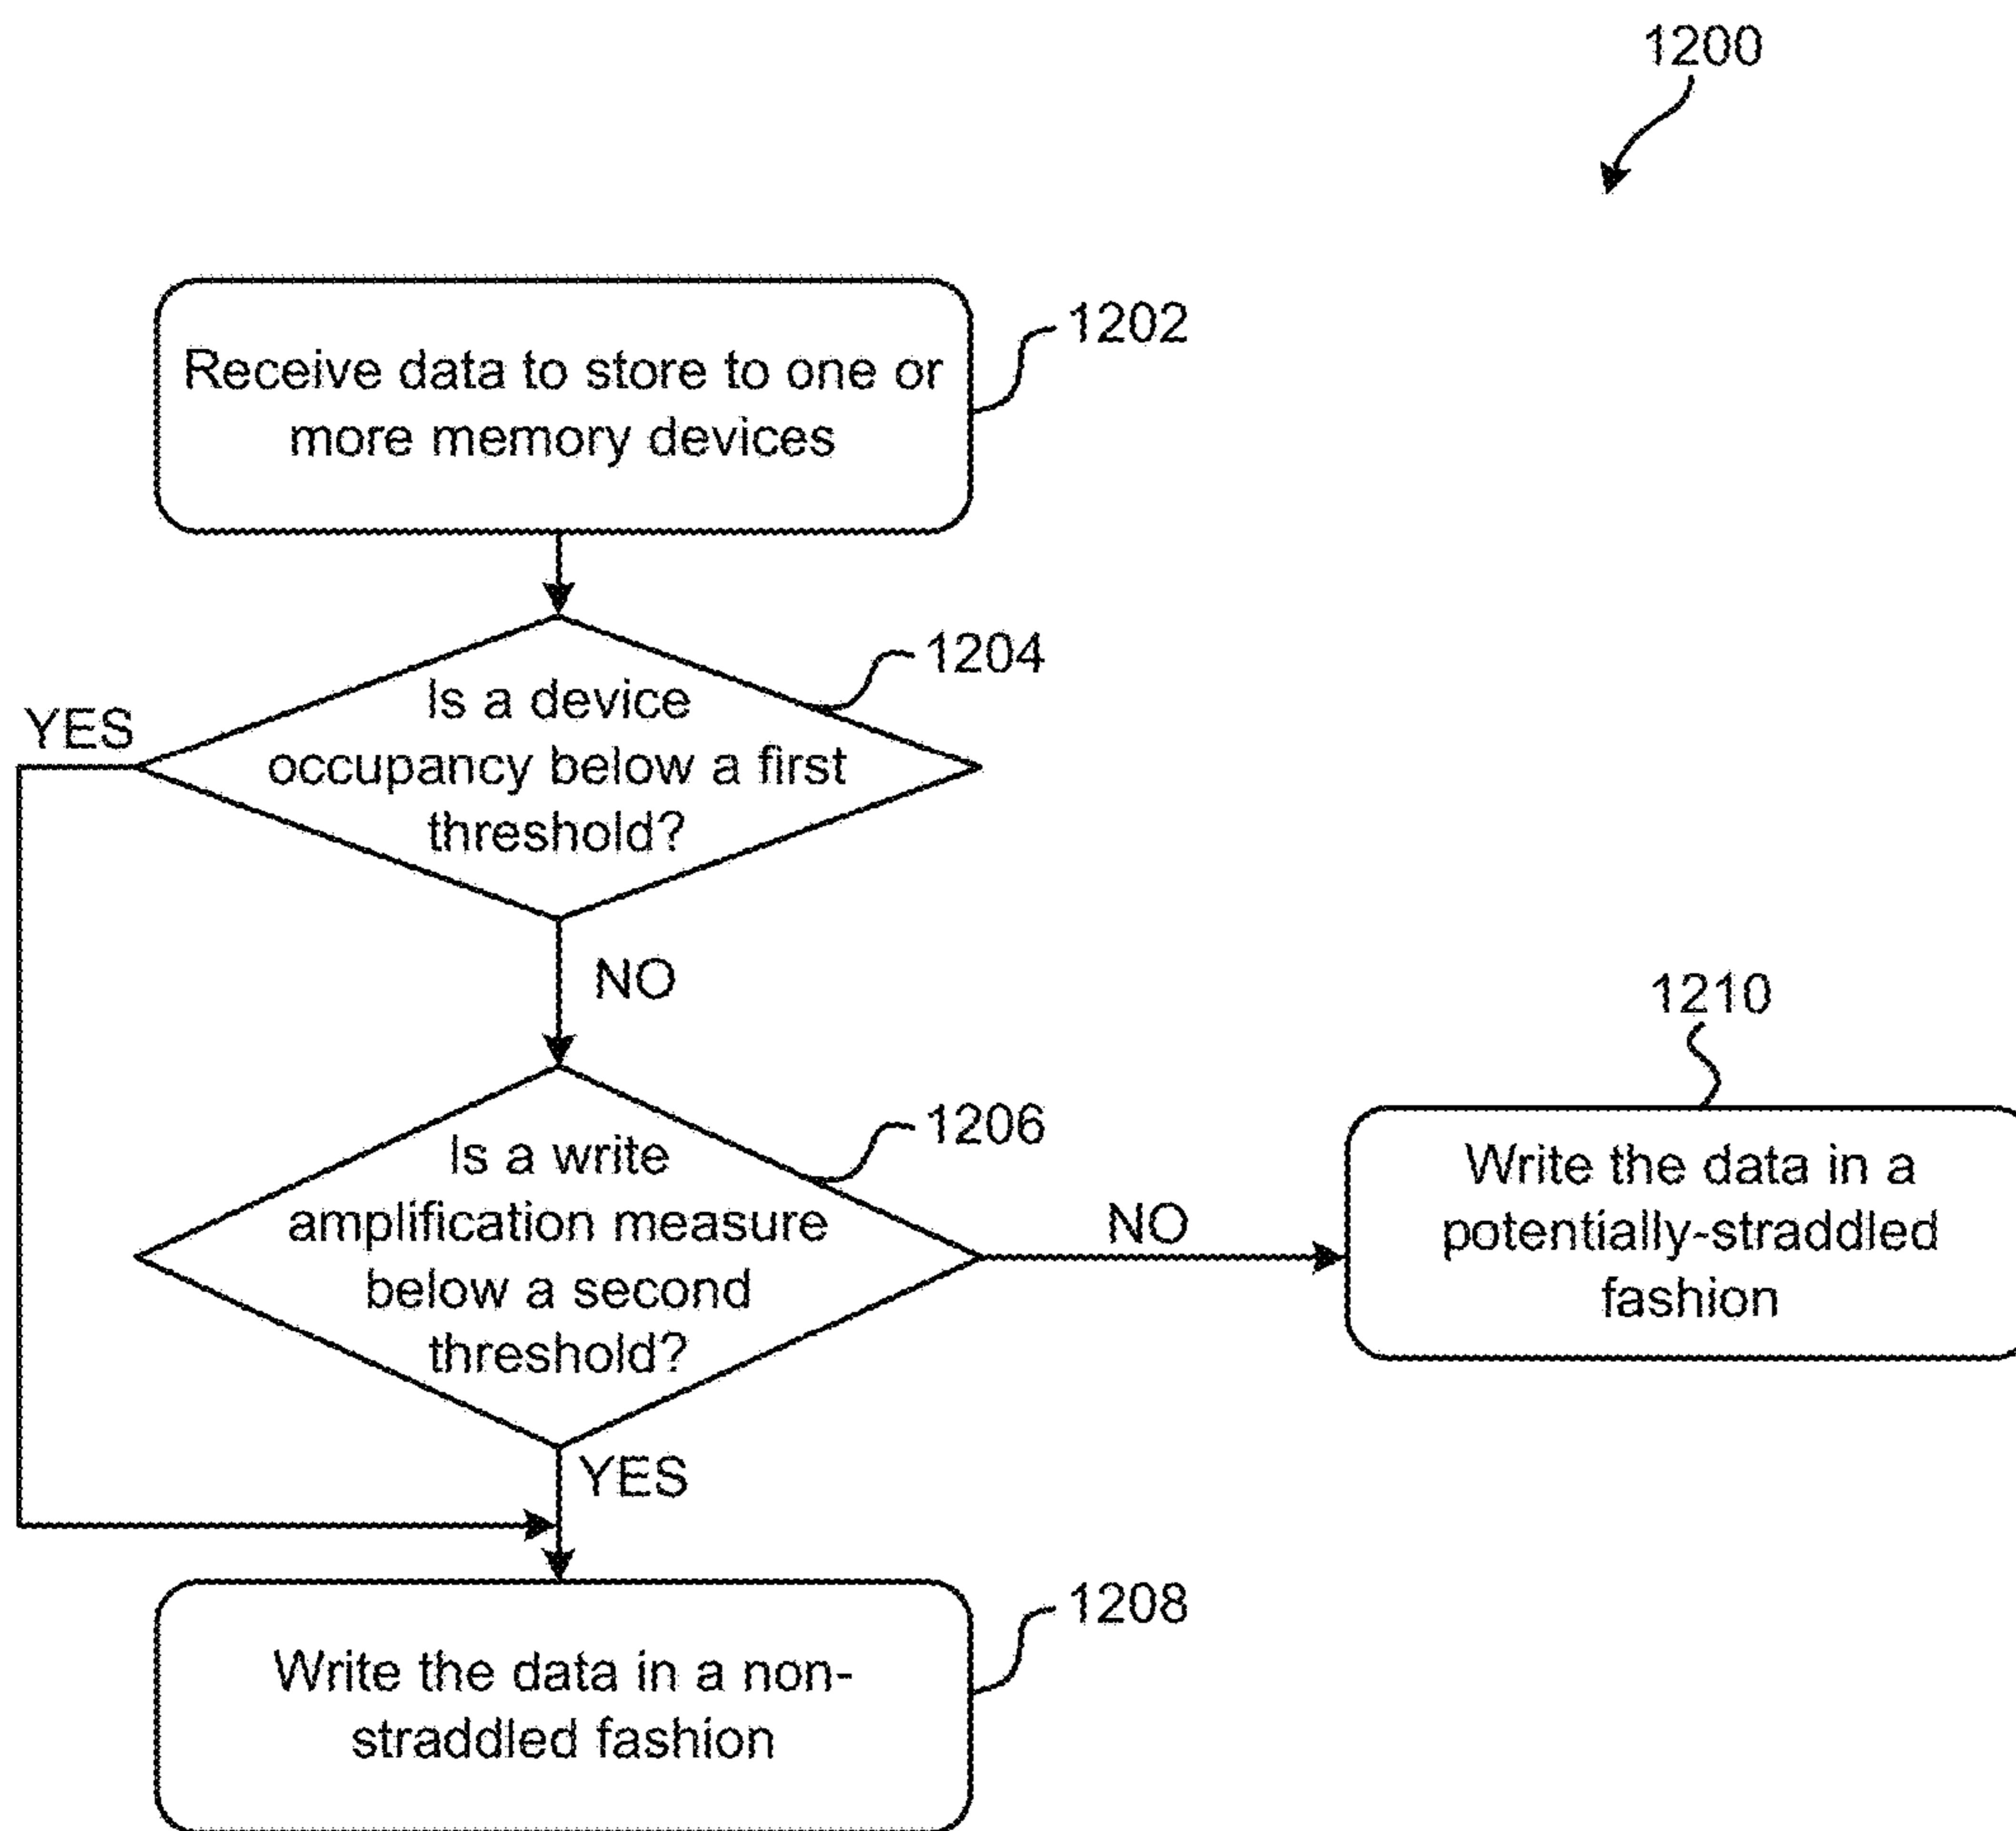 1200
Receive data to store to one or
more memory devices
1202
Is a device
occupancy below a first
threshold?
1204
YES
NO
Is a write
amplification measure
below a second
threshold?
1206
NO
1210
Write the data in a
potentially-straddled
fashion
YES
Write the data in a non-
straddled fashion
1208